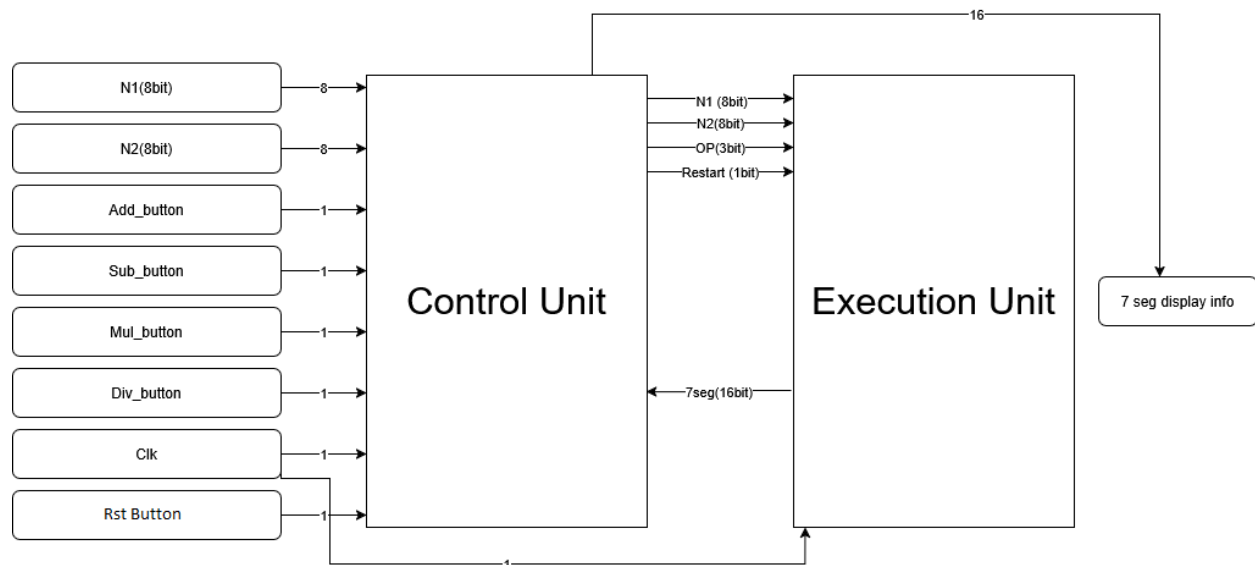 16
N1(8bit)
8
N2(8bit)
8
Add_button
1
Sub_button
1
Mul_button
1
Div_button
1
Clk
1
Rst Button
1
Control Unit
N1 (8bit)
N2(8bit)
OP(3bit)
Restart (1bit)
7seg(16bit)
Execution Unit
7 seg display info
1